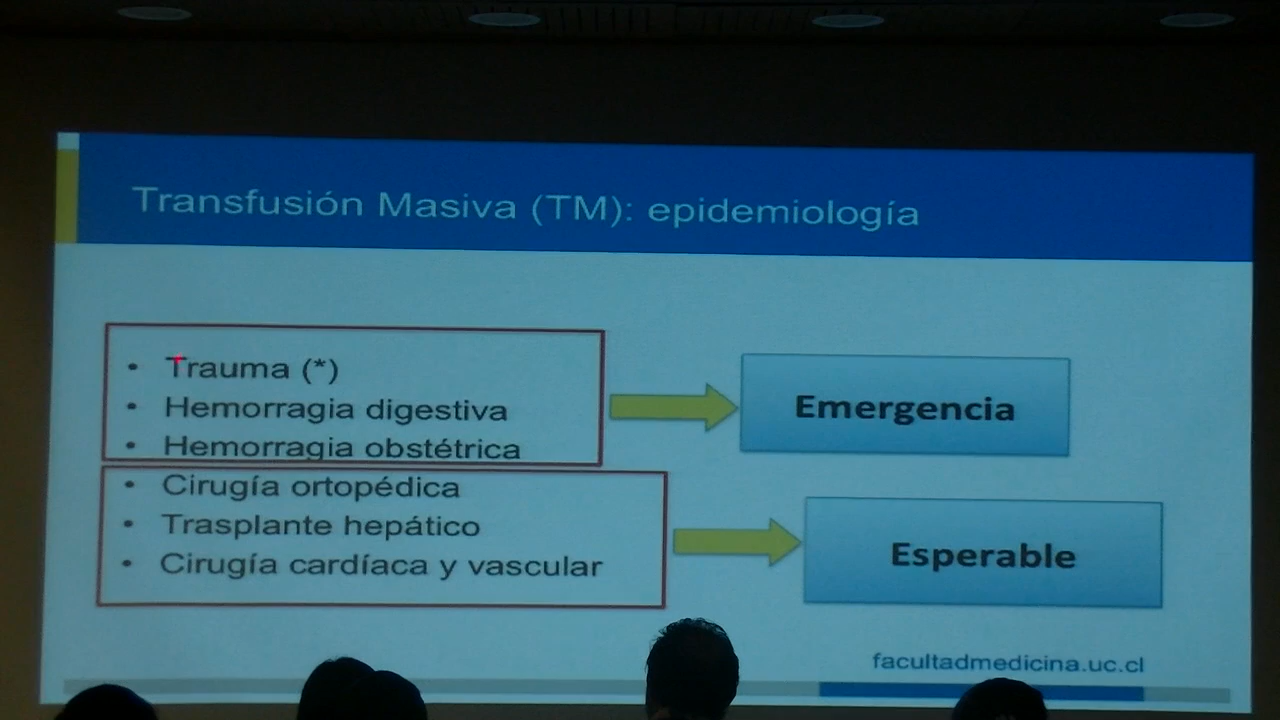 Transfusión Masiva (TM): epidemiología
• Trauma (*)
• Hemorragia digestiva
• Hemorragia obstétrica
Emergencia
• Cirugía ortopédica
• Trasplante hepático
• Cirugía cardíaca y vascular
Esperable
facultadmedicina.uc.cl